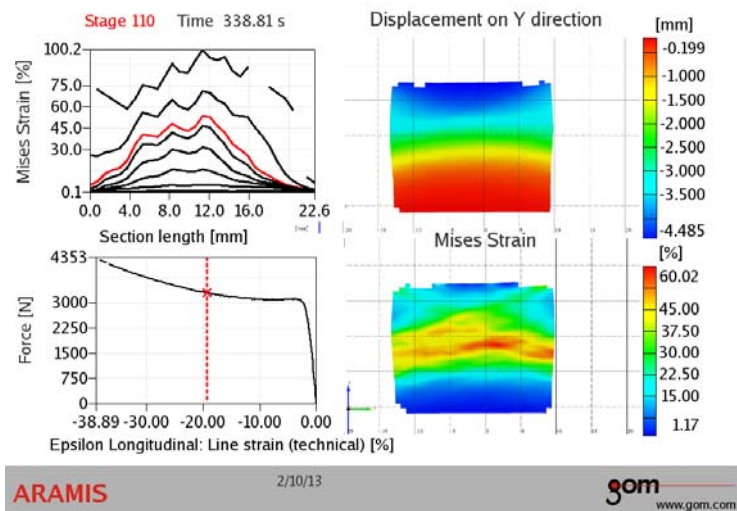 Stage 110 Time 338.81 s
Displacement on Y direction
Mises Strain [%]
100.2
75.0
60.0
45.0
30.0
0.1
0.0 4.0 8.0 12.0 16.0 22.6
Section length [mm]
[mm]
-0.199
-1.000
-1.500
-2.000
-2.500
-3.000
-3.500
-4.485
Mises Strain
Force [N]
4353
3000
2250
1500
750
0
-38.89 -30.00 -20.00 -10.00 0.00
Epsilon Longitudinal: Line strain (technical) [%]
[%]
60.02
45.00
37.50
30.00
22.50
15.00
1.17
ARAMIS
2/10/13
gom
www.gom.com